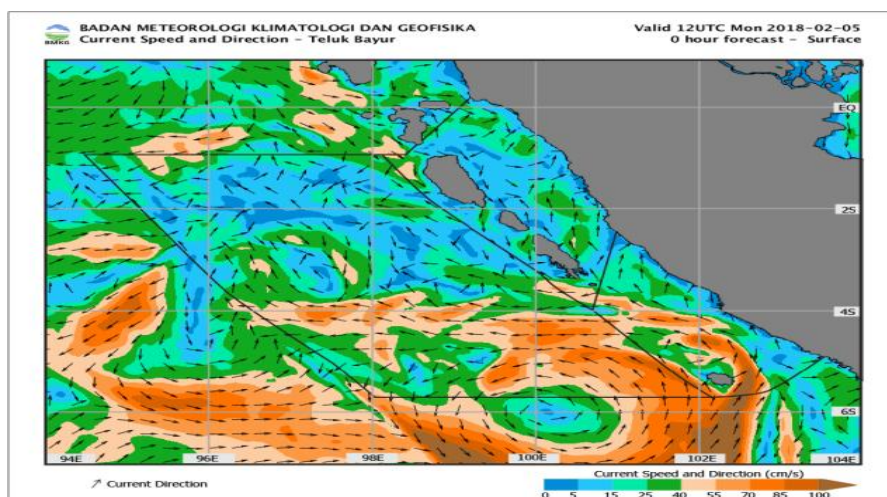 BADAN METEOROLOGI KLIMATOLOGI DAN GEOFISIKA
Current Speed and Direction - Teluk Bayur
BMKG
Valid 12UTC Mon 2018-02-05
0 hour forecast - Surface
EQ
2S
4S
6S
94E 96E 98E 100E 102E 104E
Current Direction
Current Speed and Direction (cm/s)
0 5 15 25 40 55 70 85 100